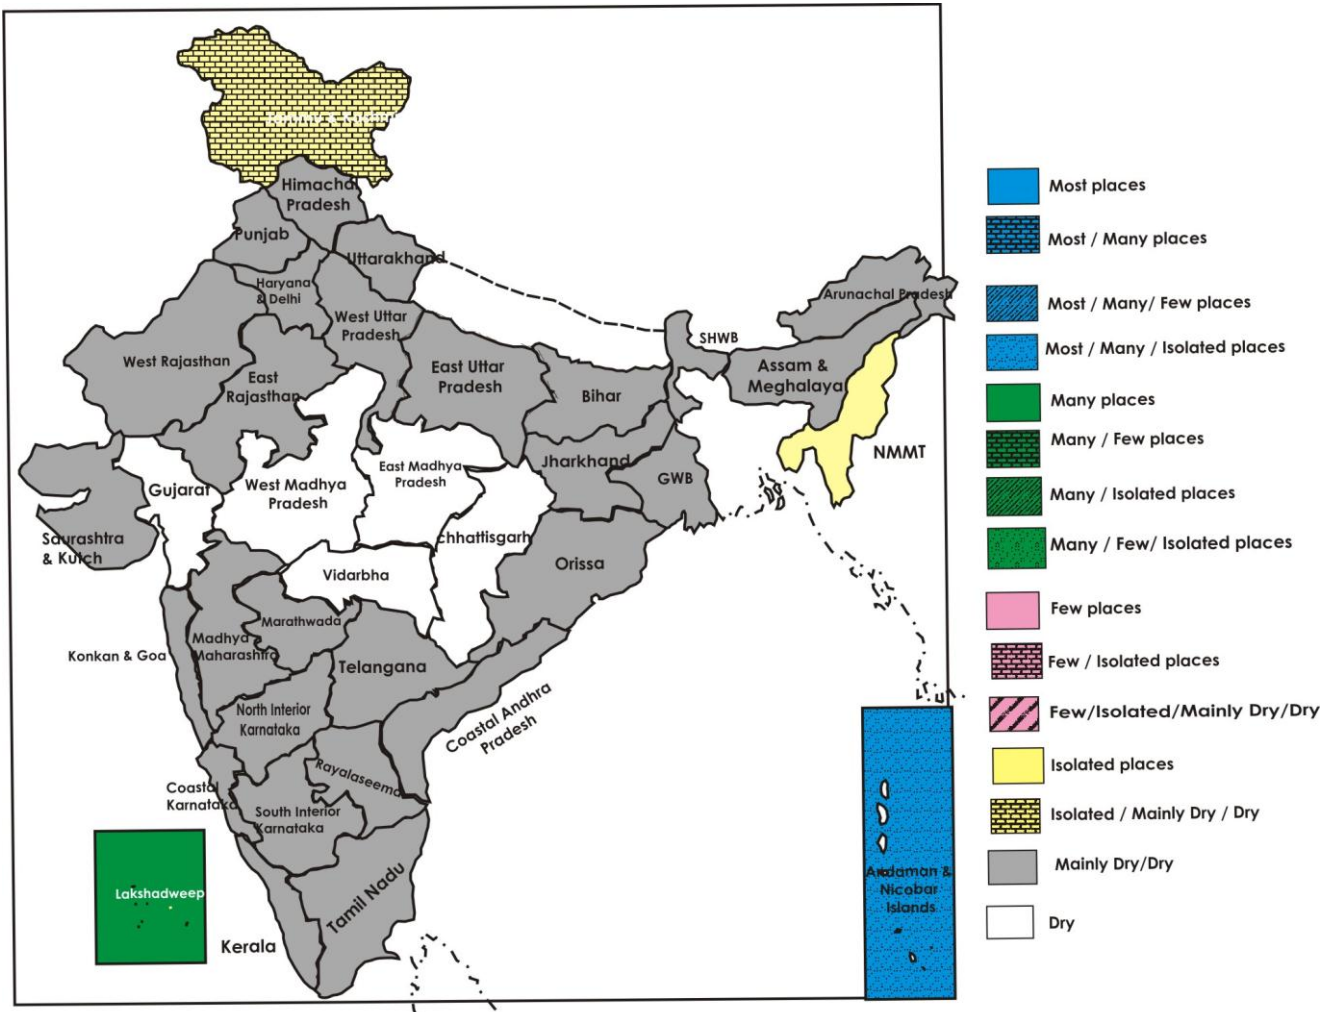 Jammu & Kashmir
Himachal
Pradesh
Punjab
Uttarakhand
Haryana
& Delhi
West Uttar
Pradesh
Arunachal Pradesh
SHWB
West Rajasthan
East
Rajasthan
East Uttar
Pradesh
Bihar
Assam &
Meghalaya
NMMT
Gujarat
West Madhya
Pradesh
East Madhya
Pradesh
Jharkhand
GWB
Saurashtra
& Kutch
chhattisgarh
Orissa
Vidarbha
Marathwada
Madhya
Maharashtra
Konkan & Goa
Telangana
North Interior
Karnataka
Coastal Andhra
Pradesh
Rayalaseema
Coastal
Karnataka
South Interior
Karnataka
Lakshadweep
Kerala
Tamil Nadu
Andaman &
Nicobar
Islands
Most places
Most / Many places
Most / Many/ Few places
Most / Many / Isolated places
Many places
Many / Few places
Many / Isolated places
Many / Few/ Isolated places
Few places
Few / Isolated places
Few/Isolated/Mainly Dry/Dry
Isolated places
Isolated / Mainly Dry / Dry
Mainly Dry/Dry
Dry